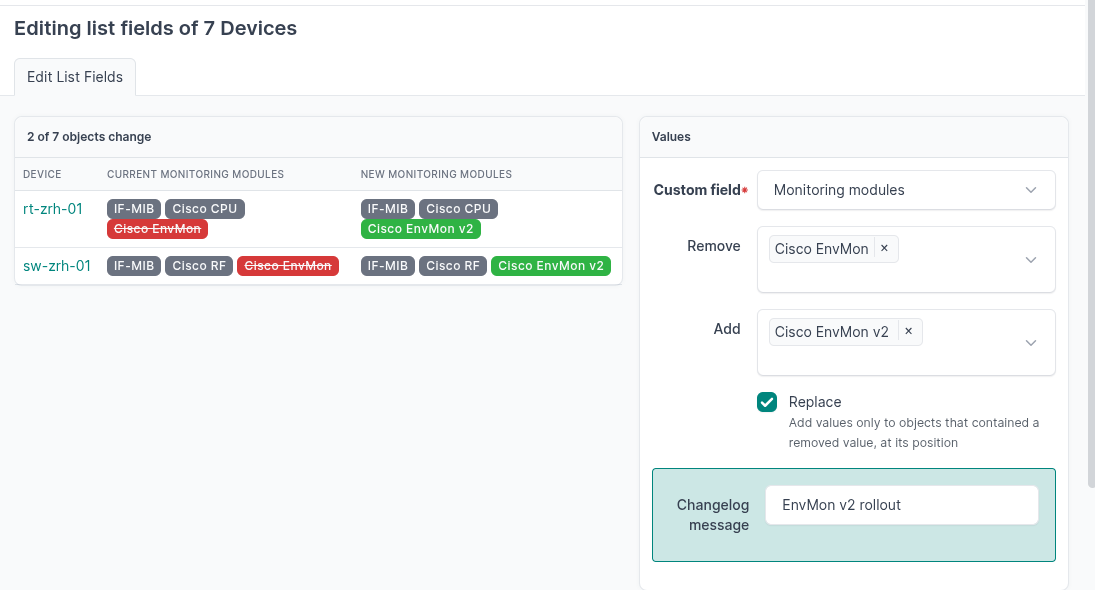 Editing list fields of 7 Devices
Edit List Fields
2 of 7 objects change
DEVICE CURRENT MONITORING MODULES NEW MONITORING MODULES
rt-zrh-01 IF-MIB Cisco CPU IF-MIB Cisco CPU
Cisco EnvMon Cisco EnvMon v2
sw-zrh-01 IF-MIB Cisco RF Cisco EnvMon IF-MIB Cisco RF Cisco EnvMon v2
Values
Custom field* Monitoring modules
Remove Cisco EnvMon ×
Add Cisco EnvMon v2 ×
Replace
Add values only to objects that contained a
removed value, at its position
Changelog
message
EnvMon v2 rollout